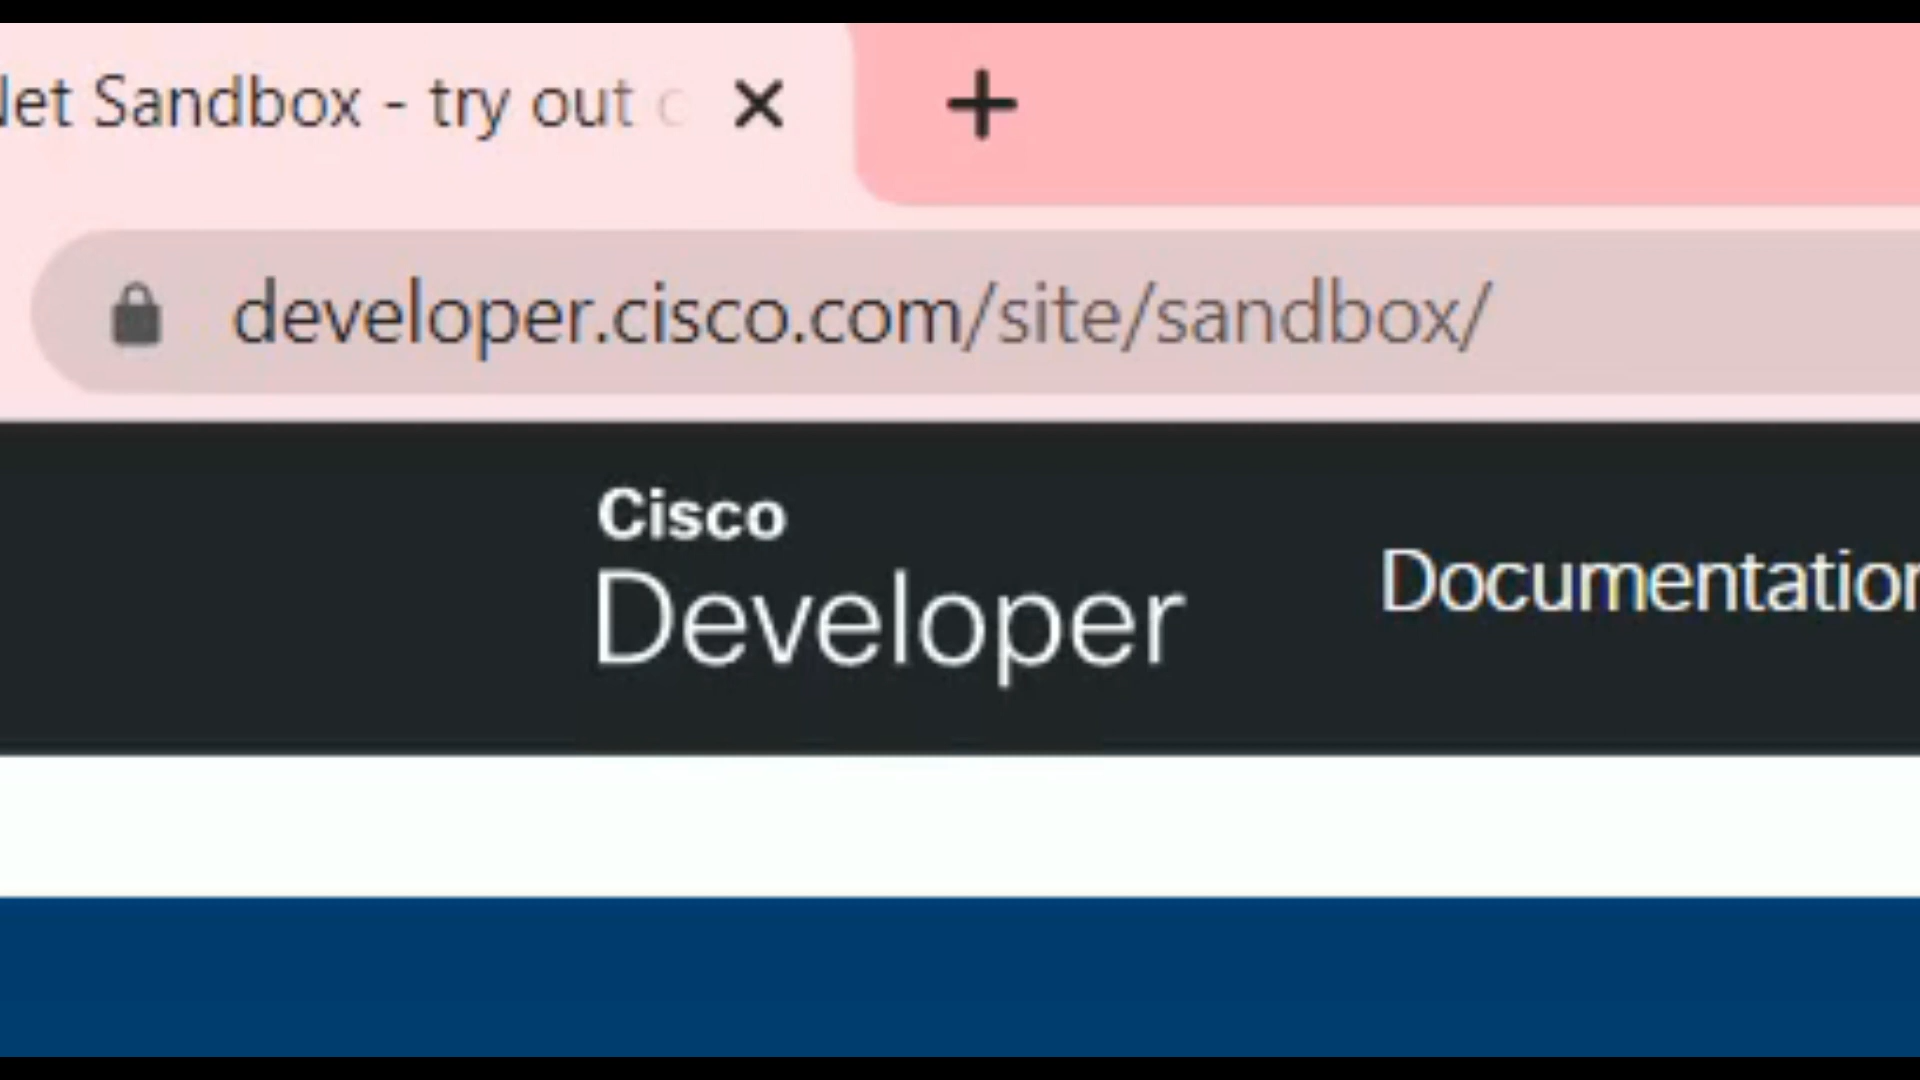 let Sandbox - try out
developer.cisco.com/site/sandbox/
Cisco
Developer
Documentation